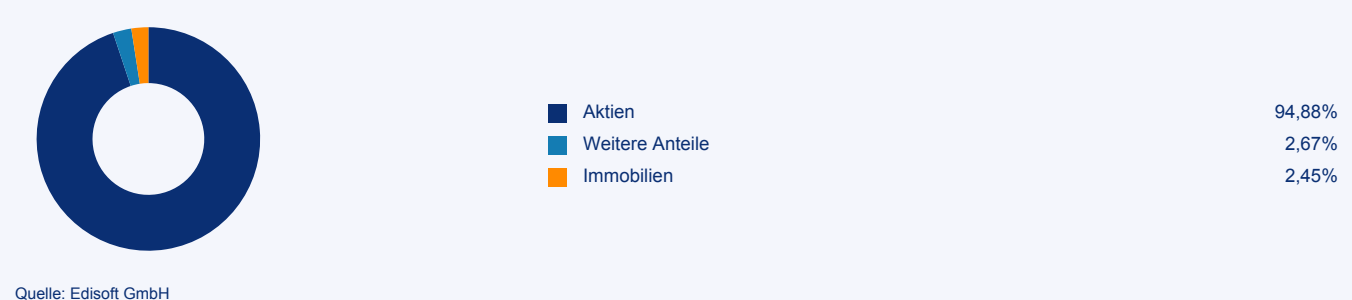 Aktien 94,88%
Weitere Anteile 2,67%
Immobilien 2,45%
Quelle: Edisoft GmbH